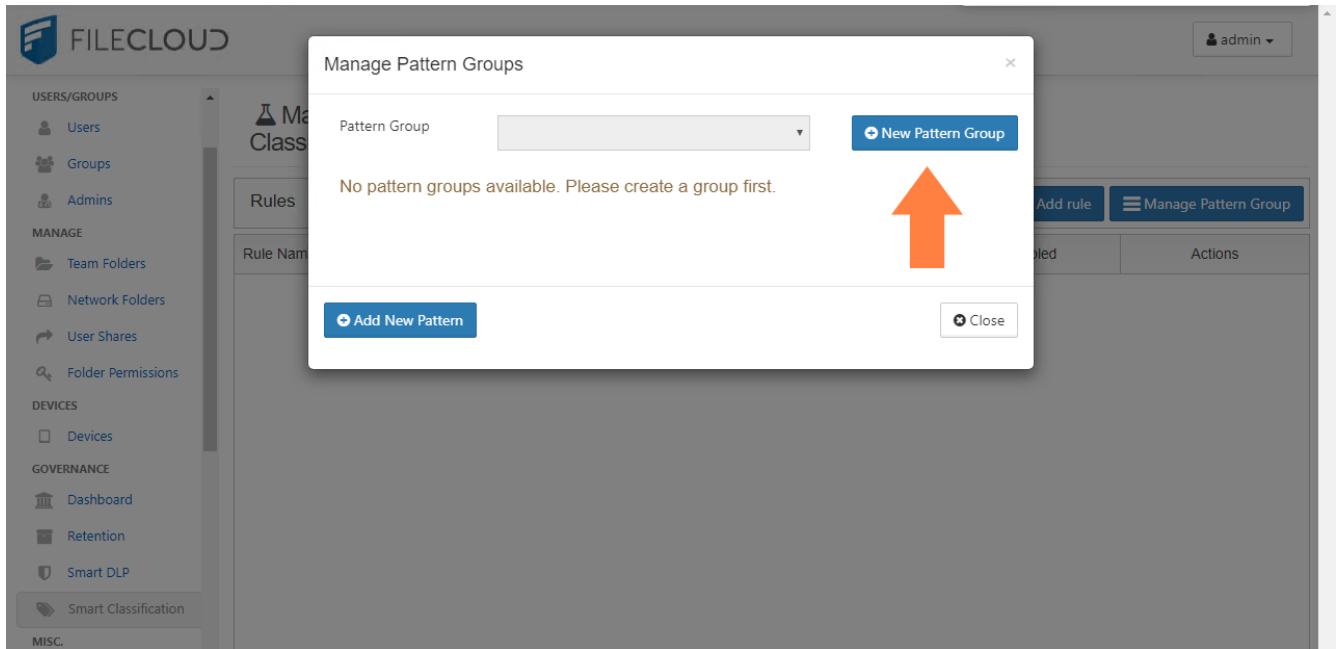 FILECLOUD
admin
USERS/GROUPS
Users
Groups
Admins
MANAGE
Team Folders
Network Folders
User Shares
Folder Permissions
DEVICES
Devices
GOVERNANCE
Dashboard
Retention
Smart DLP
Smart Classification
MISC.
Rules
Add rule
Manage Pattern Group
Actions
Manage Pattern Groups
×
Pattern Group
New Pattern Group
No pattern groups available. Please create a group first.
Add New Pattern
Close